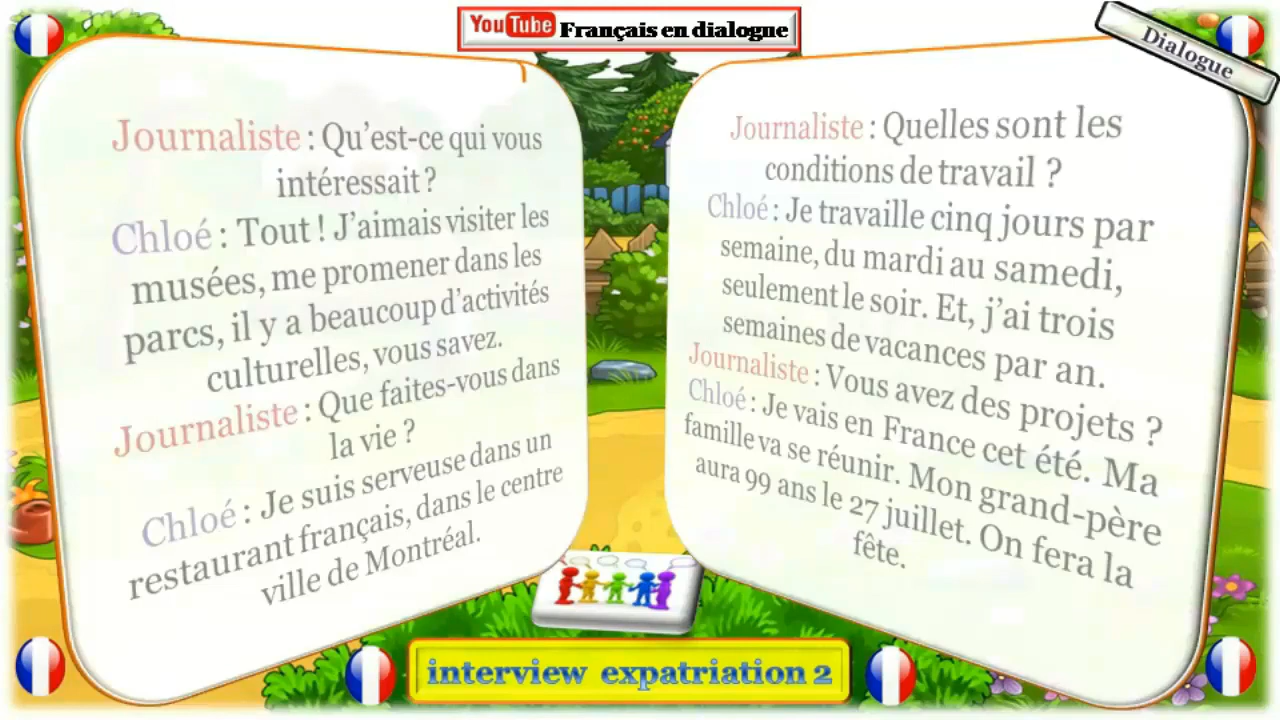 YouTube Français en dialogue
Dialogue
Journaliste : Qu’est-ce qui vous
intéressait ?
Chloé : Tout ! J’aimais visiter les
musées, me promener dans les
parcs, il y a beaucoup d’activités
culturelles, vous savez.
Journaliste : Que faites-vous dans
la vie ?
Chloé : Je suis serveuse dans un
restaurant français, dans le centre
ville de Montréal.
Journaliste : Quelles sont les
conditions de travail ?
Chloé : Je travaille cinq jours par
semaine, du mardi au samedi,
seulement le soir. Et, j’ai trois
semaines de vacances par an.
Journaliste : Vous avez des projets ?
Chloé : Je vais en France cet été. Ma
famille va se réunir. Mon grand-père
aura 99 ans le 27 juillet. On fera la
fête.
interview expatriation 2